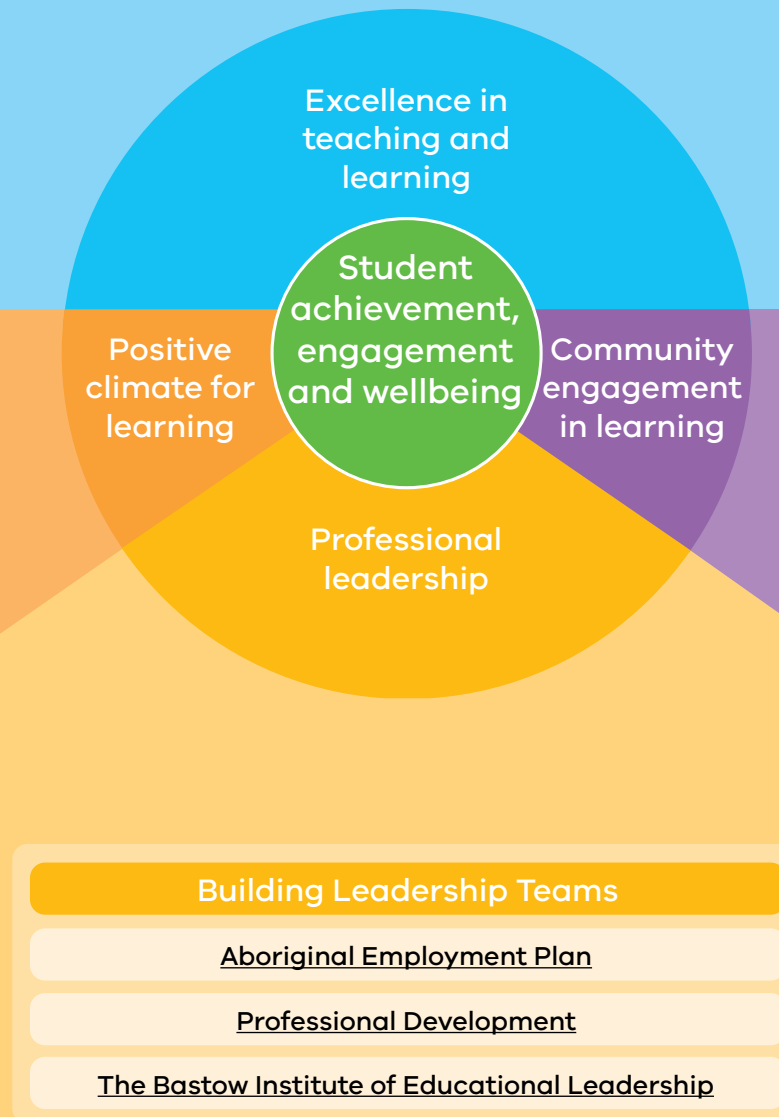 Excellence in
teaching and
learning
Student
achievement,
engagement
and wellbeing
Positive
climate for
learning
Community
engagement
in learning
Professional
leadership
Building Leadership Teams
Aboriginal Employment Plan
Professional Development
The Bastow Institute of Educational Leadership